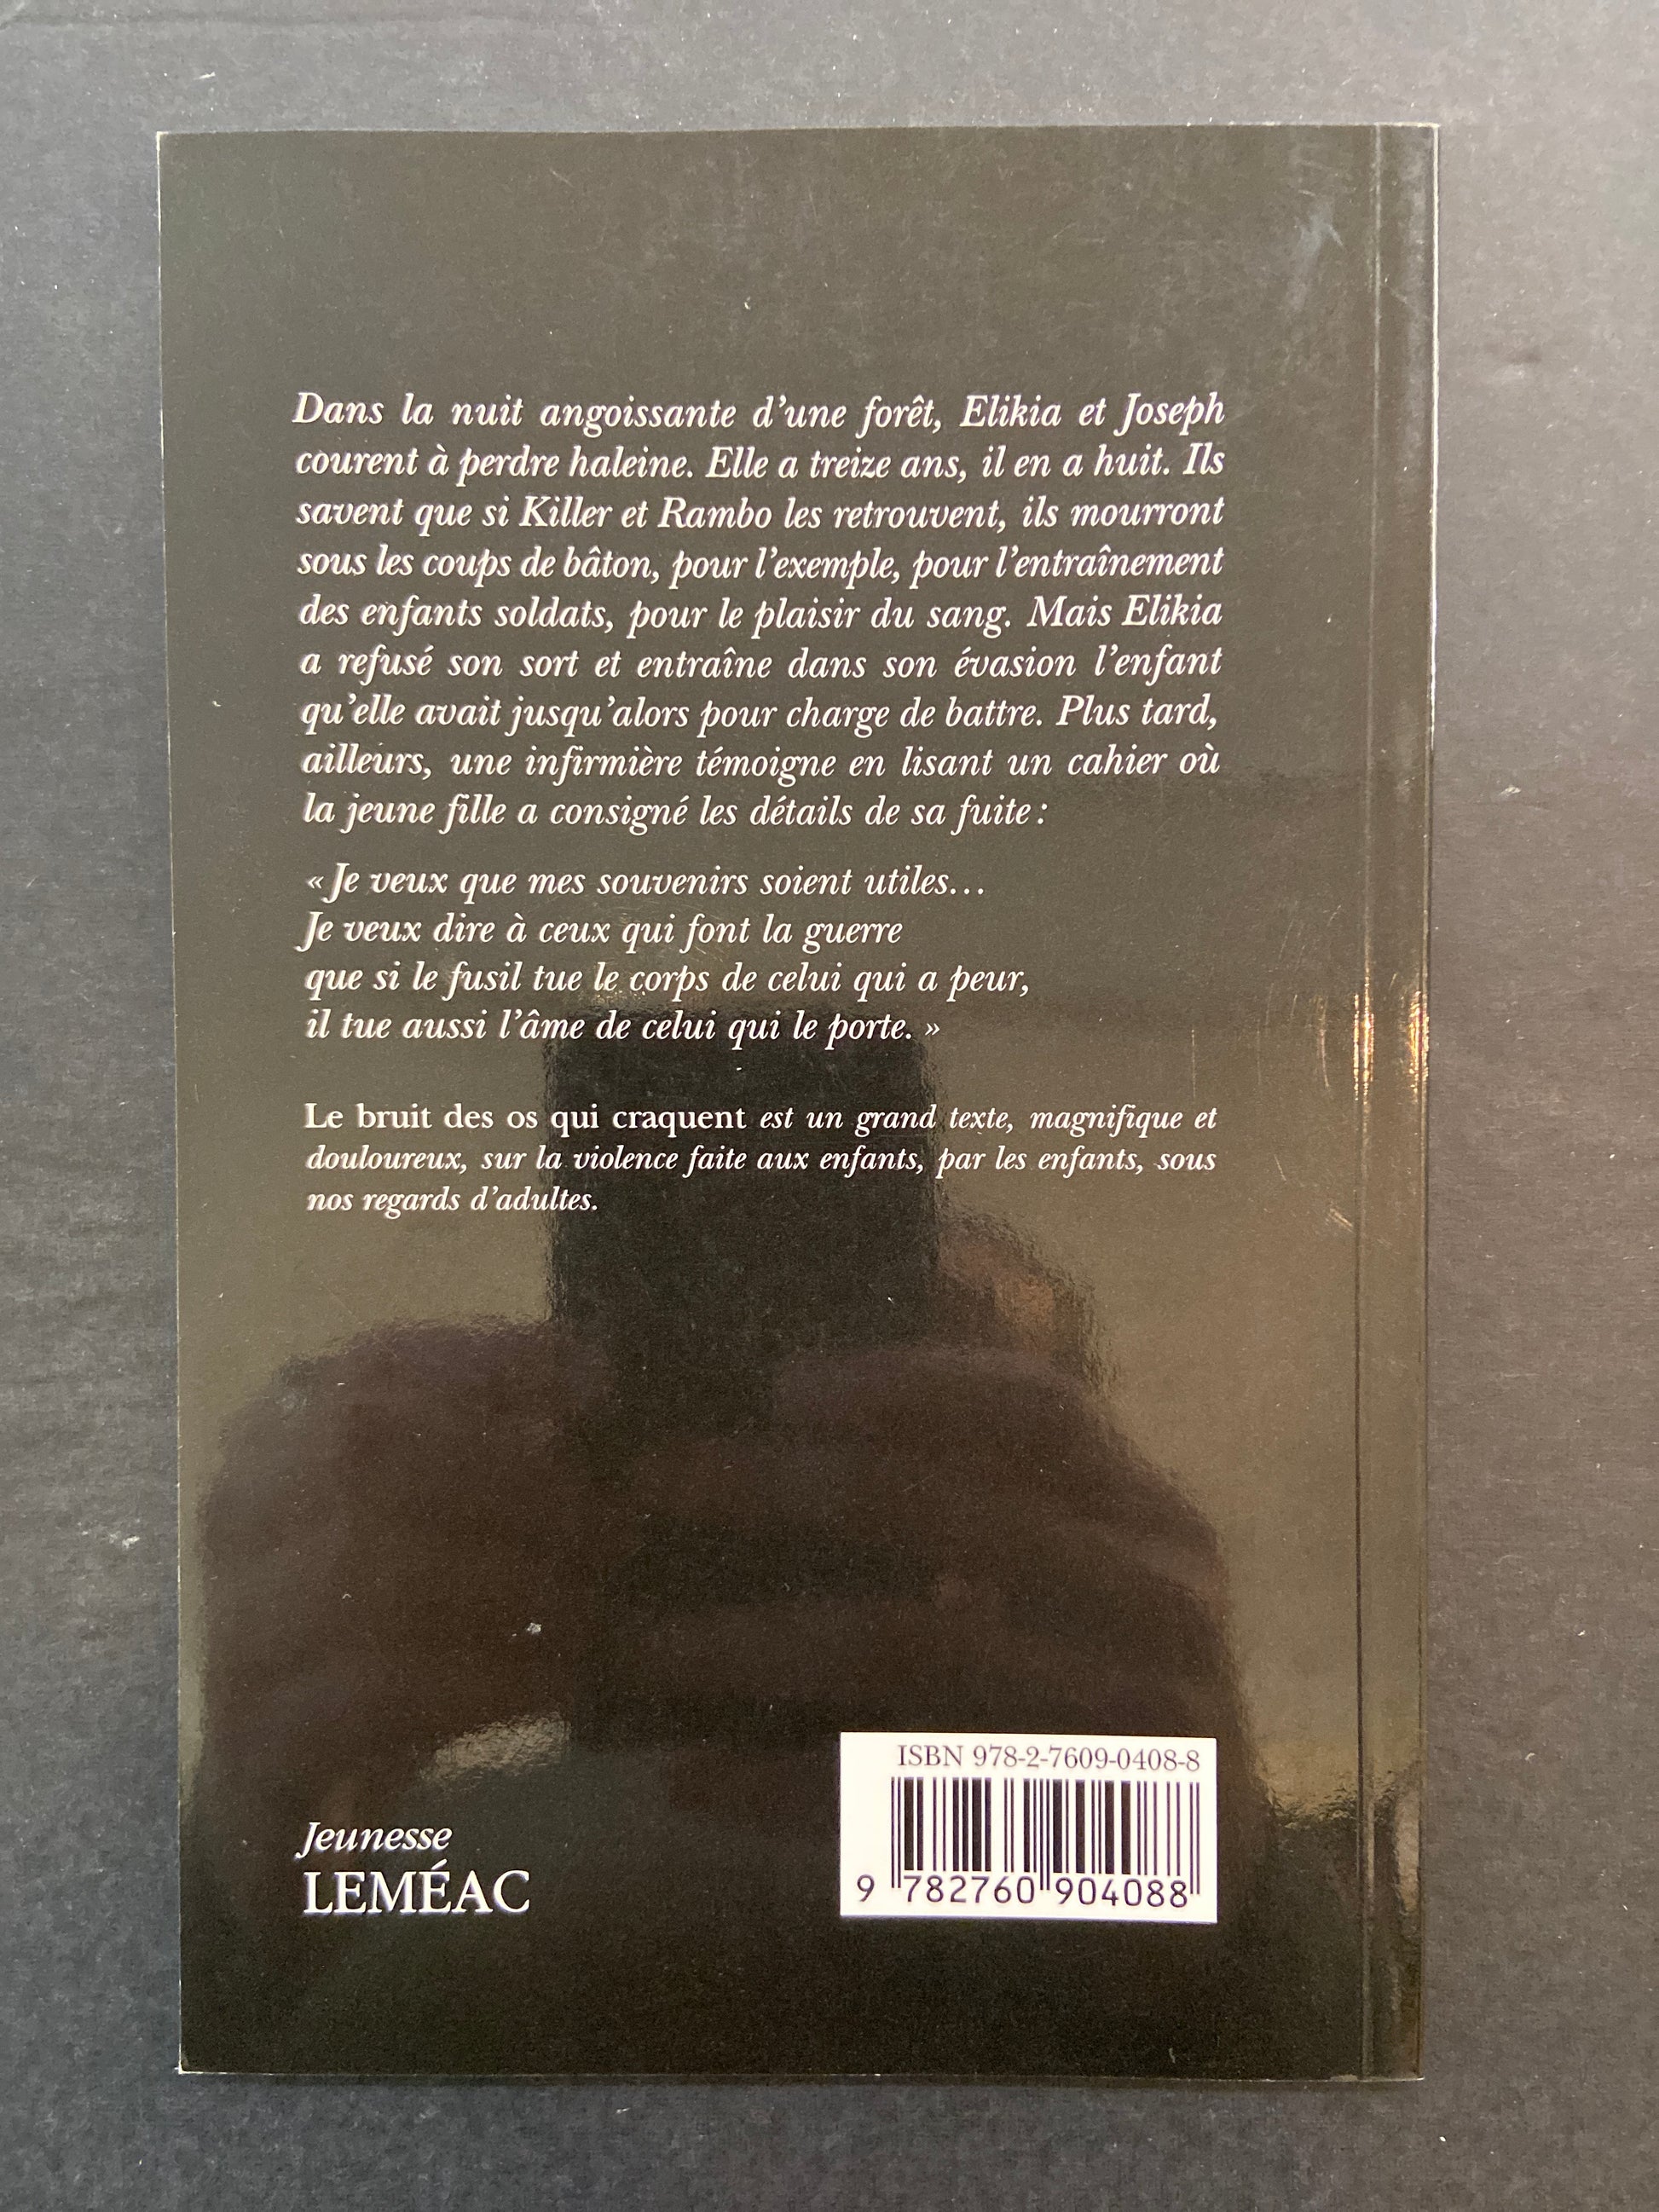 Dans la nuit angoissante d'une forêt, Elikia et Joseph
courent à perdre haleine. Elle a treize ans, il en a huit. Ils
savent que si Killer et Rambo les retrouvent, ils mourront
sous les coups de bâton, pour l'exemple, pour l'entraînement
des enfants soldats, pour le plaisir du sang. Mais Elikia
a refusé son sort et entraîne dans son évasion l'enfant
qu'elle avait jusqu'alors pour charge de battre. Plus tard,
ailleurs, une infirmière témoigne en lisant un cahier où
la jeune fille a consigné les détails de sa fuite :
« Je veux que mes souvenirs soient utiles…
Je veux dire à ceux qui font la guerre
que si le fusil tue le corps de celui qui a peur,
il tue aussi l'âme de celui qui le porte. »
Le bruit des os qui craquent est un grand texte, magnifique et
douloureux, sur la violence faite aux enfants, par les enfants, sous
nos regards d'adultes.
Jeunesse
LEMÉAC
ISBN 978-2-7609-0408-8
9 782760 904088